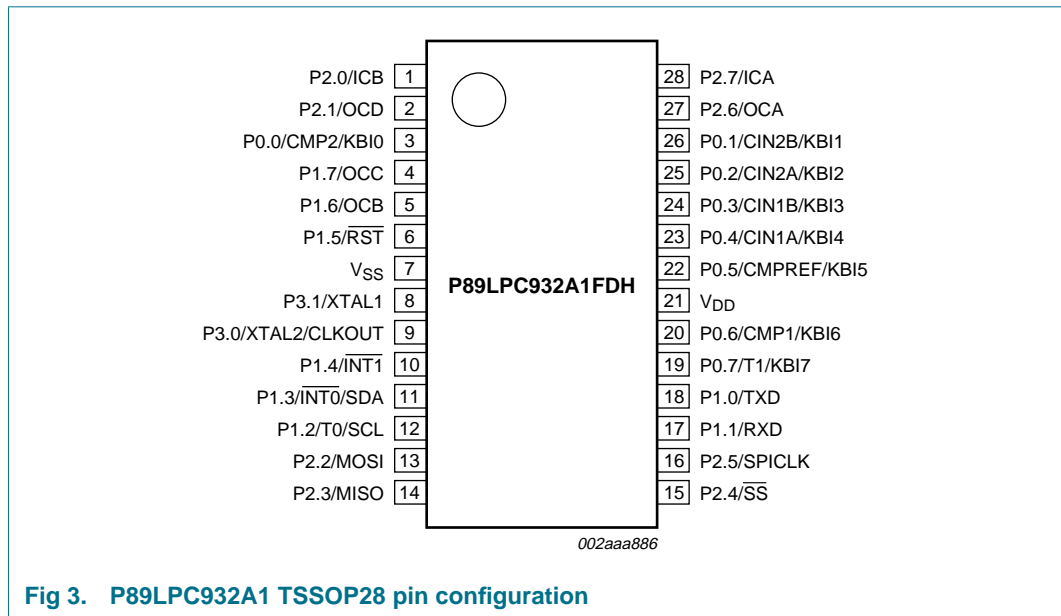 P2.0/ICB 1 28 P2.7/ICA
P2.1/OCD 2 27 P2.6/OCA
P0.0/CMP2/KBI0 3 26 P0.1/CIN2B/KBI1
P1.7/OCC 4 25 P0.2/CIN2A/KBI2
P1.6/OCB 5 24 P0.3/CIN1B/KBI3
P1.5/R̅S̅T̅ 6 23 P0.4/CIN1A/KBI4
VSS 7 22 P0.5/CMPREF/KBI5
P89LPC932A1FDH
P3.1/XTAL1 8 21 VDD
P3.0/XTAL2/CLKOUT 9 20 P0.6/CMP1/KBI6
P1.4/I̅N̅T̅1̅ 10 19 P0.7/T1/KBI7
P1.3/I̅N̅T̅0̅/SDA 11 18 P1.0/TXD
P1.2/T0/SCL 12 17 P1.1/RXD
P2.2/MOSI 13 16 P2.5/SPICLK
P2.3/MISO 14 15 P2.4/S̅S̅
002aaa886
Fig 3. P89LPC932A1 TSSOP28 pin configuration